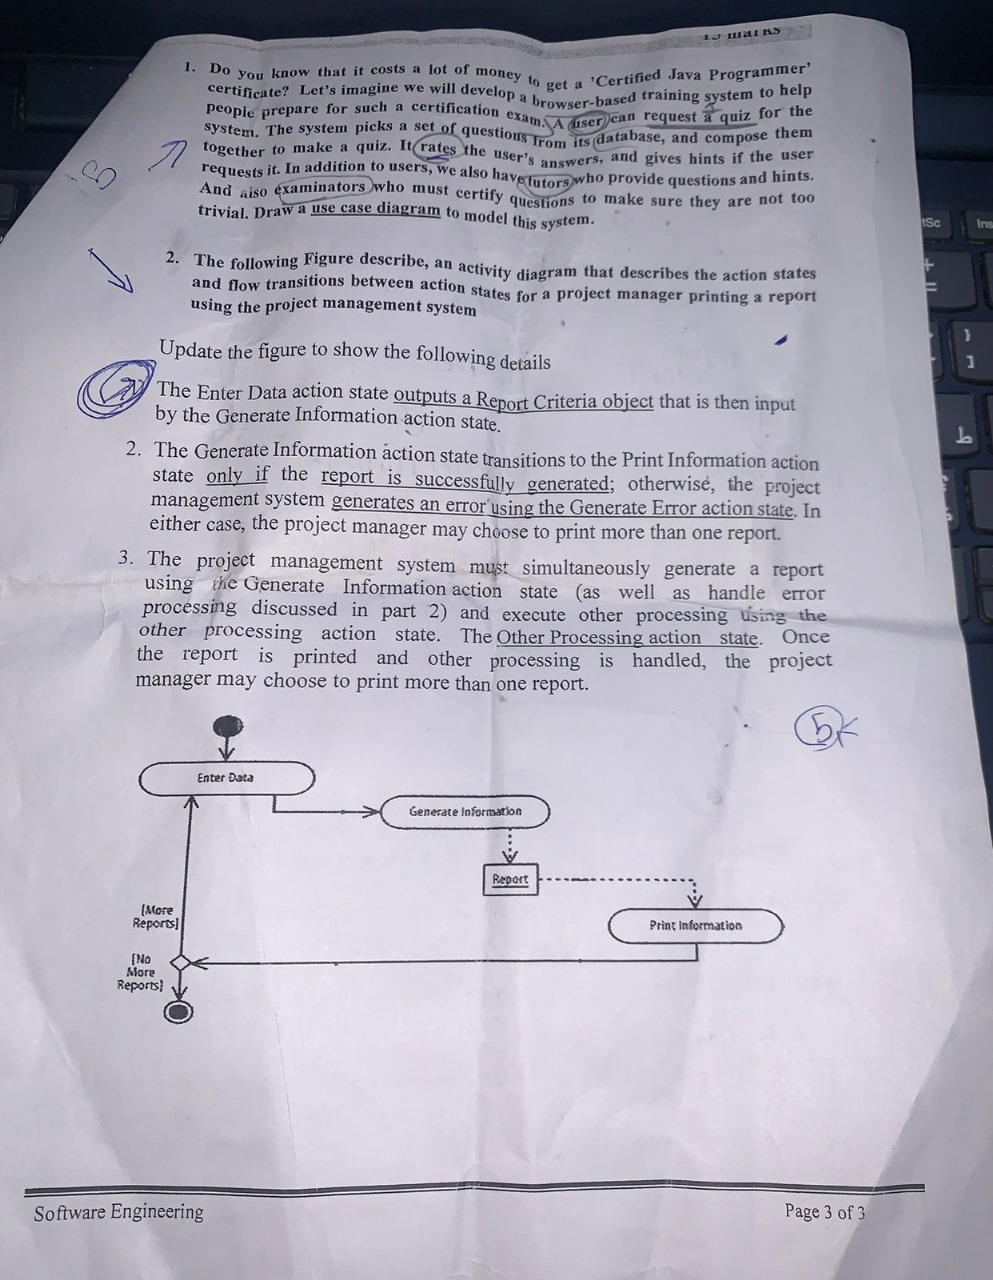 15 marks
1. Do you know that it costs a lot of money to get a 'Certified Java Programmer'
certificate? Let's imagine we will develop a browser-based training system to help
people prepare for such a certification exam. A user can request a quiz for the
system. The system picks a set of questions from its database, and compose them
together to make a quiz. It rates the user's answers, and gives hints if the user
requests it. In addition to users, we also have tutors who provide questions and hints.
And also examinators who must certify questions to make sure they are not too
trivial. Draw a use case diagram to model this system.
2. The following Figure describe, an activity diagram that describes the action states
and flow transitions between action states for a project manager printing a report
using the project management system
Update the figure to show the following details
The Enter Data action state outputs a Report Criteria object that is then input
by the Generate Information action state.
2. The Generate Information action state transitions to the Print Information action
state only if the report is successfully generated; otherwise, the project
management system generates an error using the Generate Error action state. In
either case, the project manager may choose to print more than one report.
3. The project management system must simultaneously generate a report
using the Generate Information action state (as well as handle error
processing discussed in part 2) and execute other processing using the
other processing action state. The Other Processing action state. Once
the report is printed and other processing is handled, the project
manager may choose to print more than one report.
5
Enter Data
Generate Information
Report
Print Information
[More
Reports]
[No
More
Reports]
Software Engineering
Page 3 of 3
tSc
Ins
+
=
}
]
ط